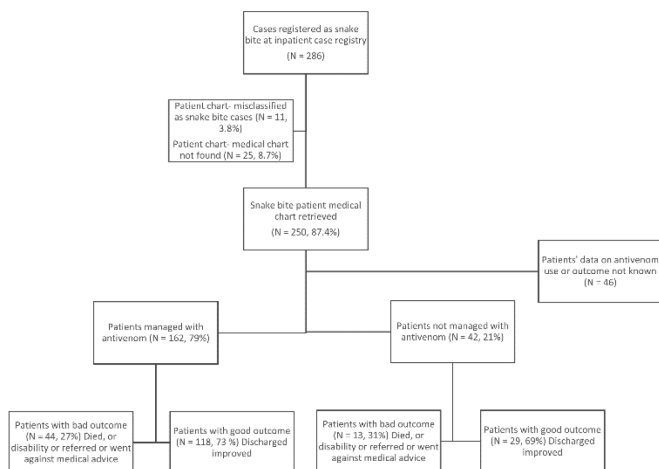 Cases registered as snake
bite at inpatient case registry
(N = 286)
Patient chart- misclassified
as snake bite cases (N = 11,
3.8%)
Patient chart- medical chart
not found (N = 25, 8.7%)
Snake bite patient medical
chart retrieved
(N = 250, 87.4%)
Patients' data on antivenom
use or outcome not known
(N = 46)
Patients managed with
antivenom (N = 162, 79%)
Patients not managed with
antivenom (N = 42, 21%)
Patients with bad outcome
(N = 44, 27%) Died, or
disability or referred or went
against medical advice
Patients with good outcome
(N = 118, 73 %) Discharged
improved
Patients with bad outcome
(N = 13, 31%) Died, or
disability or referred or went
against medical advice
Patients with good outcome
(N = 29, 69%) Discharged
improved